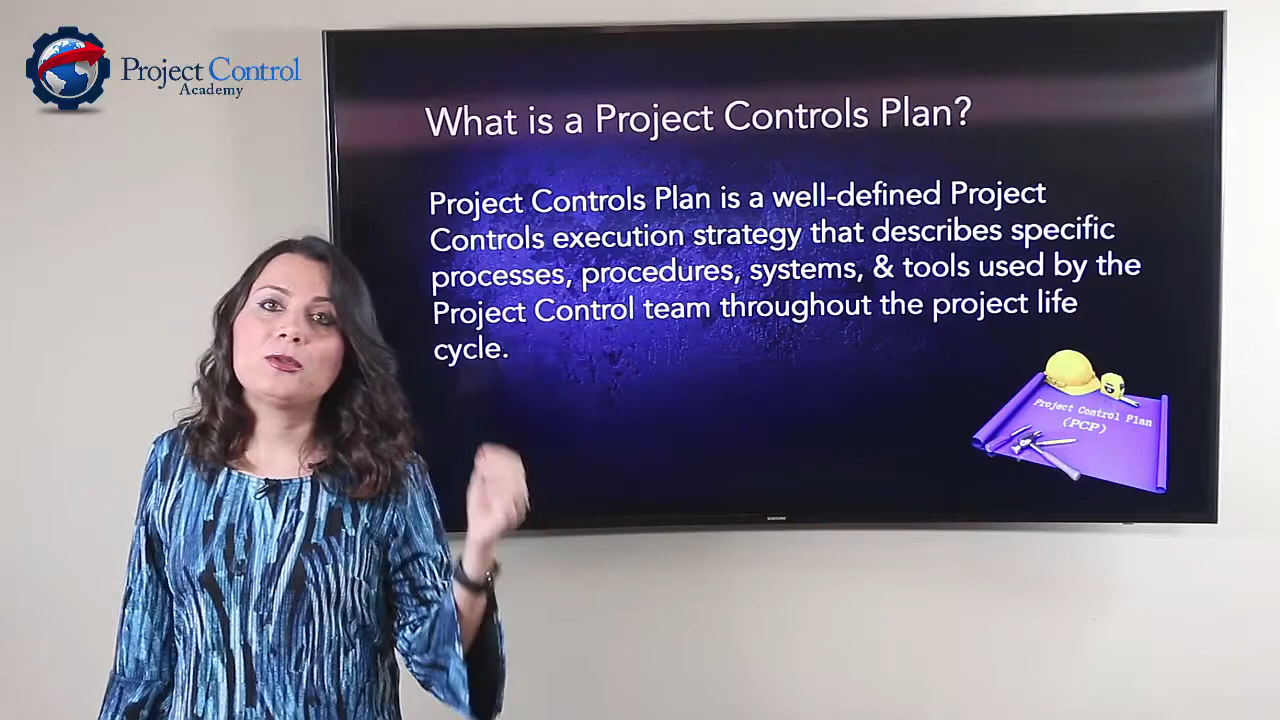 Project Control
Academy
What is a Project Controls Plan?
Project Controls Plan is a well-defined Project
Controls execution strategy that describes specific
processes, procedures, systems, & tools used by the
Project Control team throughout the project life
cycle.
Project Control Plan
(PCP)
SAMSUNG